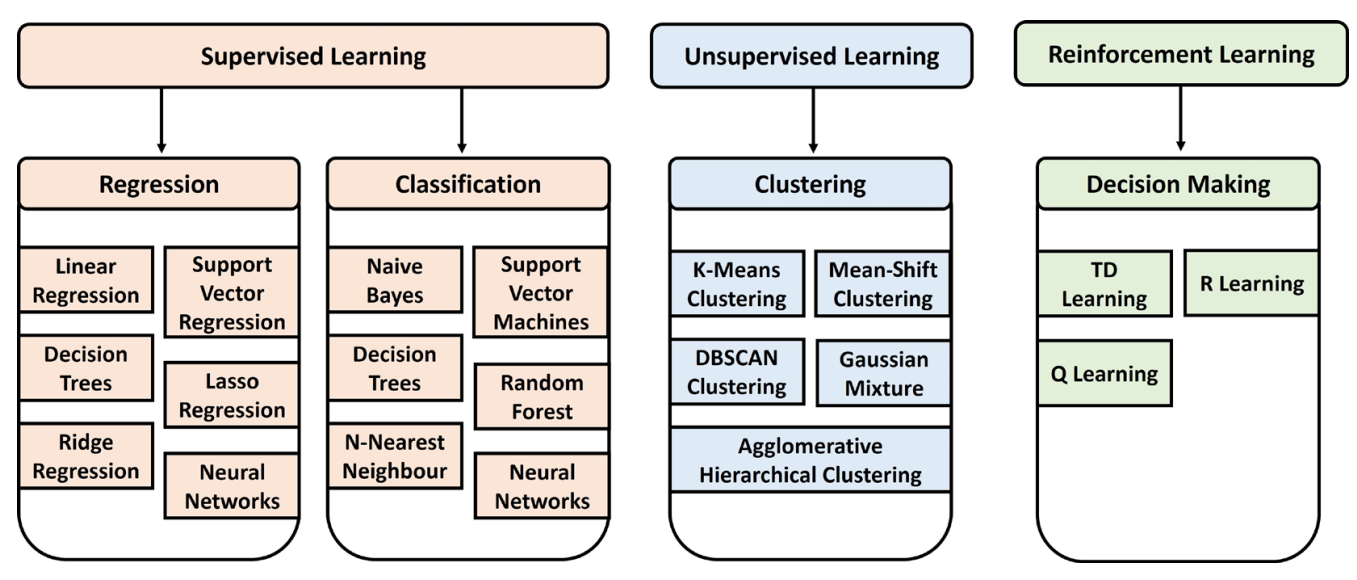 Supervised Learning
Unsupervised Learning
Reinforcement Learning
Regression
Classification
Clustering
Decision Making
Linear
Regression
Support
Vector
Regression
Decision
Trees
Lasso
Regression
Ridge
Regression
Neural
Networks
Naive
Bayes
Support
Vector
Machines
Decision
Trees
Random
Forest
N-Nearest
Neighbour
Neural
Networks
K-Means
Clustering
Mean-Shift
Clustering
DBSCAN
Clustering
Gaussian
Mixture
Agglomerative
Hierarchical Clustering
TD
Learning
R Learning
Q Learning